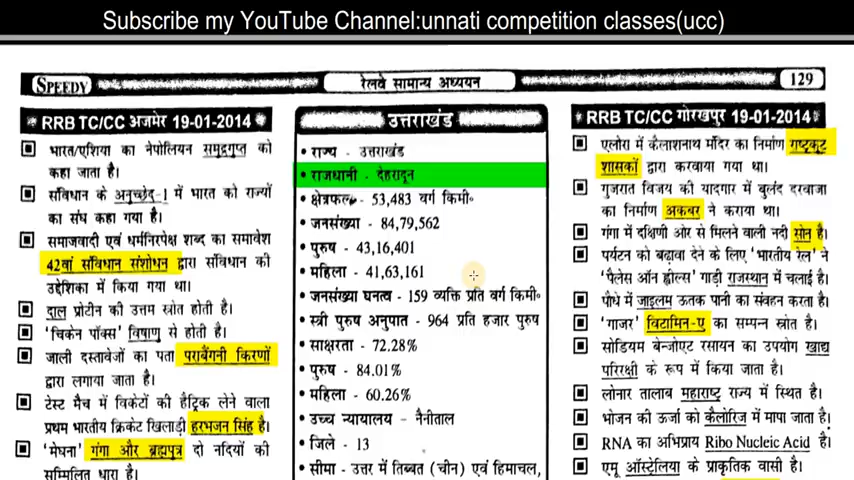 Subscribe my YouTube Channel:unnati competition classes(ucc)
SPEEDY
रेलवे सामान्य अध्ययन
129
RRB TC/CC अजमेर 19-01-2014
भारत/एशिया का नेपोलियन समुद्रगुप्त को
कहा जाता है।
संविधान के अनुच्छेद-1 में भारत को राज्यों
का संघ कहा गया है।
समाजवादी एवं धर्मनिरपेक्ष शब्द का समावेश
42वां संविधान संशोधन द्वारा संविधान की
उद्देशिका में किया गया था।
दाल प्रोटीन की उत्तम स्रोत होती है।
'चिकेन पॉक्स' विषाणु से होती है।
जाली दस्तावेजों का पता पराबैंगनी किरणों
द्वारा लगाया जाता है।
टेस्ट मैच में विकेटों की हैट्रिक लेने वाला
प्रथम भारतीय क्रिकेट खिलाड़ी हरभजन सिंह है।
'मेघना' गंगा और ब्रह्मपुत्र दो नदियों की
सम्मिलित धारा है।
उत्तराखंड
• राज्य - उत्तराखंड
• राजधानी - देहरादून
• क्षेत्रफल - 53,483 वर्ग किमी॰
• जनसंख्या - 84,79,562
• पुरुष - 43,16,401
• महिला - 41,63,161
• जनसंख्या घनत्व - 159 व्यक्ति प्रति वर्ग किमी॰
• स्त्री पुरुष अनुपात - 964 प्रति हजार पुरुष
• साक्षरता - 72.28%
• पुरुष - 84.01%
• महिला - 60.26%
• उच्च न्यायालय - नैनीताल
• जिले - 13
• सीमा - उत्तर में तिब्बत (चीन) एवं हिमाचल,
RRB TC/CC गोरखपुर 19-01-2014
एलोरा में कैलाशनाथ मंदिर का निर्माण राष्ट्रकूट
शासकों द्वारा करवाया गया था।
गुजरात विजय की यादगार में बुलंद दरवाजा
का निर्माण अकबर ने कराया था।
गंगा में दक्षिणी ओर से मिलने वाली नदी सोन है।
पर्यटन को बढ़ावा देने के लिए 'भारतीय रेल' ने
'पैलेस ऑन ह्वील्स' गाड़ी राजस्थान में चलाई है।
पौधे में जाइलम ऊतक पानी का संवहन करता है।
'गाजर' विटामिन-ए का सम्पन्न स्रोत है।
सोडियम बेन्जोएट रसायन का उपयोग खाद्य
परिरक्षी के रूप में किया जाता है।
लोनार तालाब महाराष्ट्र राज्य में स्थित है।
भोजन की ऊर्जा को कैलोरिज में मापा जाता है।
RNA का अभिप्राय Ribo Nucleic Acid है।
एमू ऑस्ट्रेलिया के प्राकृतिक वासी है।